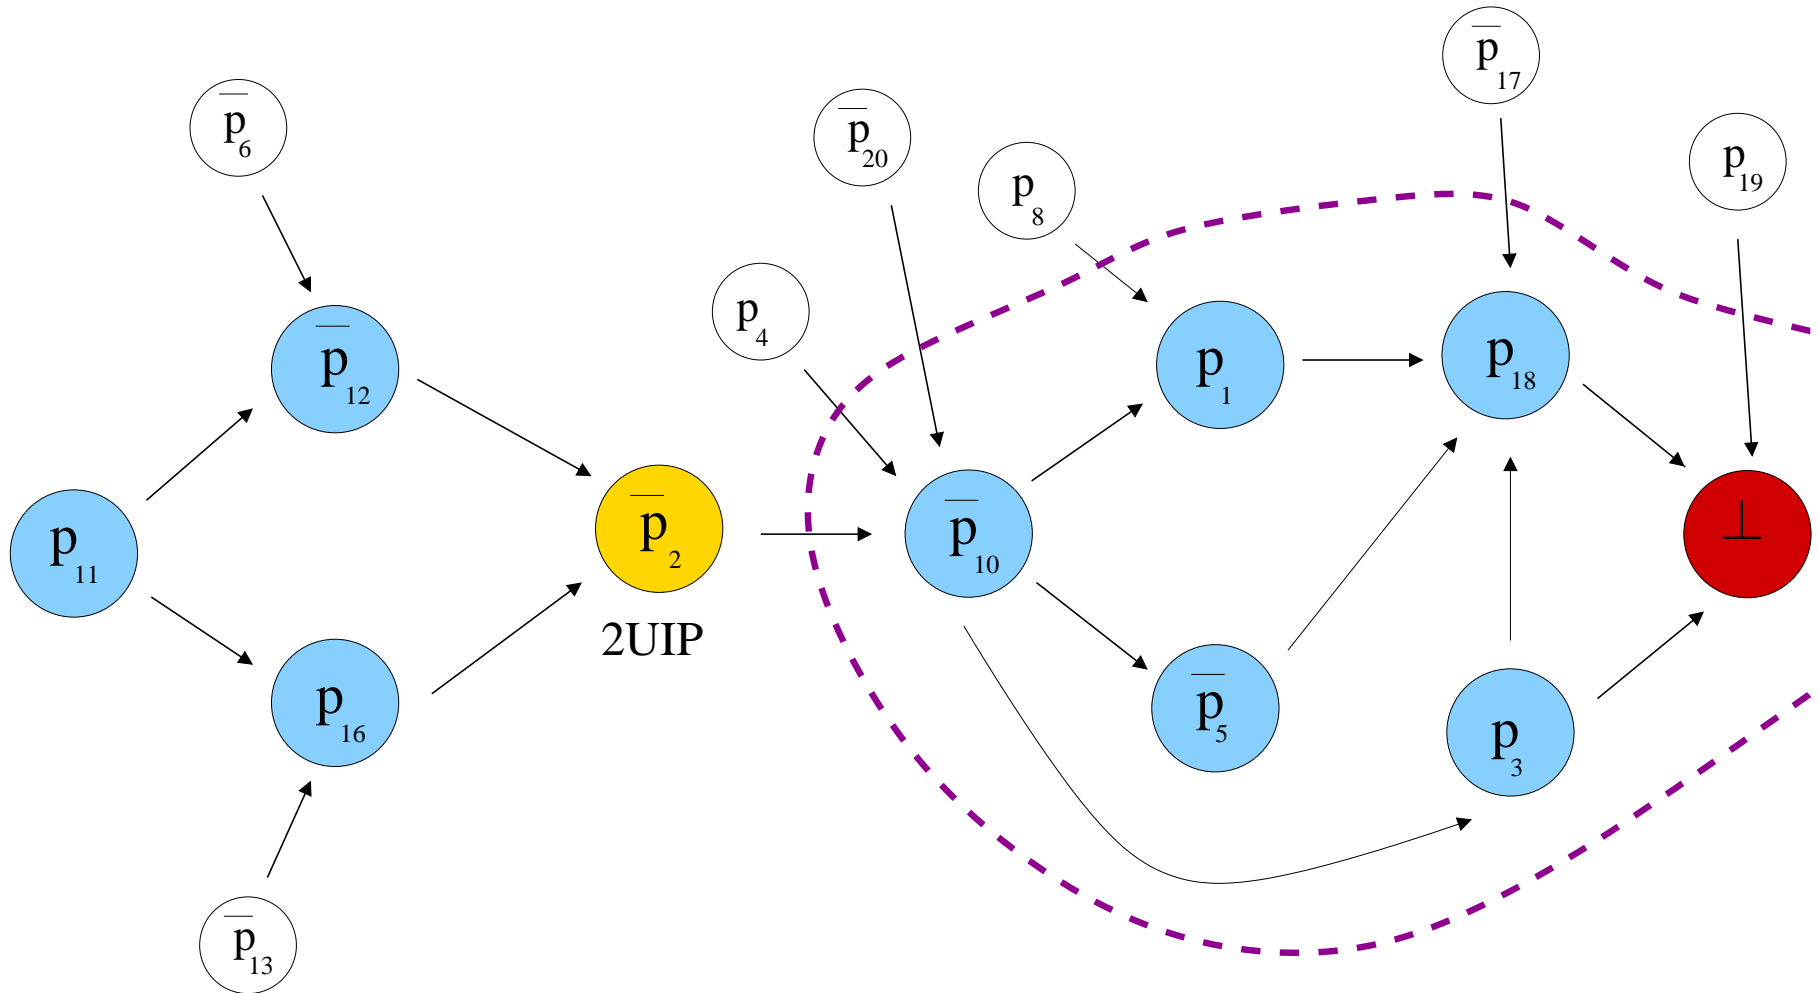 p̅₁₇
p̅₆
p̅₂₀
p₁₉
p₈
p₄
p̅₁₂
p₁
p₁₈
p₁₁
p̅₂
p̅₁₀
⊥
2UIP
p₁₆
p̅₅
p₃
p̅₁₃